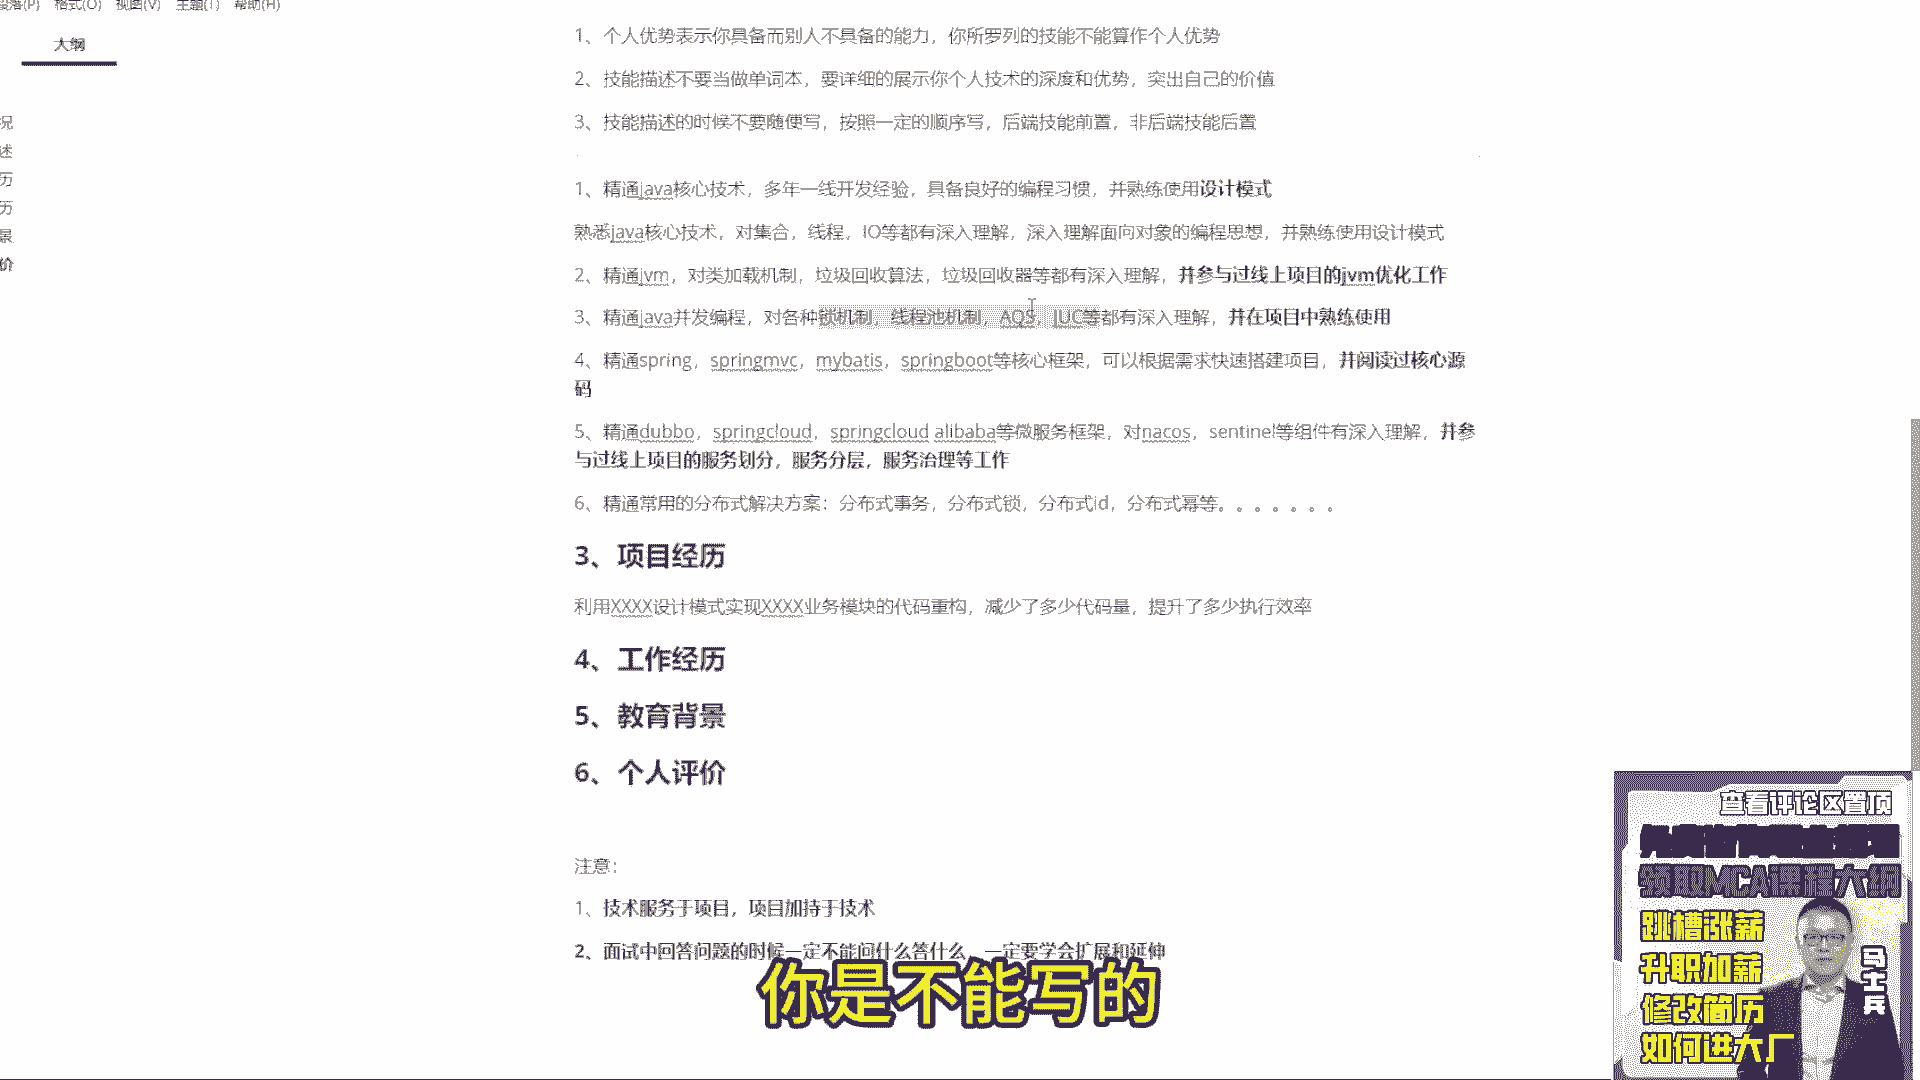 段落(P) 格式(O) 视图(V) 主题(T) 帮助(H)
大纲
况
述
历
历
景
价
1、个人优势表示你具备而别人不具备的能力，你所罗列的技能不能算作个人优势
2、技能描述不要当做单词本，要详细的展示你个人技术的深度和优势，突出自己的价值
3、技能描述的时候不要随便写，按照一定的顺序写，后端技能前置，非后端技能后置
1、精通java核心技术，多年一线开发经验，具备良好的编程习惯，并熟练使用设计模式
熟悉java核心技术，对集合，线程，IO等都有深入理解，深入理解面向对象的编程思想，并熟练使用设计模式
2、精通jvm，对类加载机制，垃圾回收算法，垃圾回收器等都有深入理解，并参与过线上项目的jvm优化工作
3、精通java并发编程，对各种锁机制，线程池机制，AQS，JUC等都有深入理解，并在项目中熟练使用
4、精通spring，springmvc，mybatis，springboot等核心框架，可以根据需求快速搭建项目，并阅读过核心源
码
5、精通dubbo，springcloud，springcloud alibaba等微服务框架，对nacos，sentinel等组件有深入理解，并参
与过线上项目的服务划分，服务分层，服务治理等工作
6、精通常用的分布式解决方案：分布式事务，分布式锁，分布式id，分布式幂等。。。。。。。
3、项目经历
利用XXXX设计模式实现XXXX业务模块的代码重构，减少了多少代码量，提升了多少执行效率
4、工作经历
5、教育背景
6、个人评价
注意：
1、技术服务于项目，项目加持于技术
2、面试中回答问题的时候一定不能问什么答什么，一定要学会扩展和延伸
你是不能写的
查看评论区置顶
领取MCA课程大纲
跳槽涨薪
升职加薪
修改简历
如何进大厂
马士兵